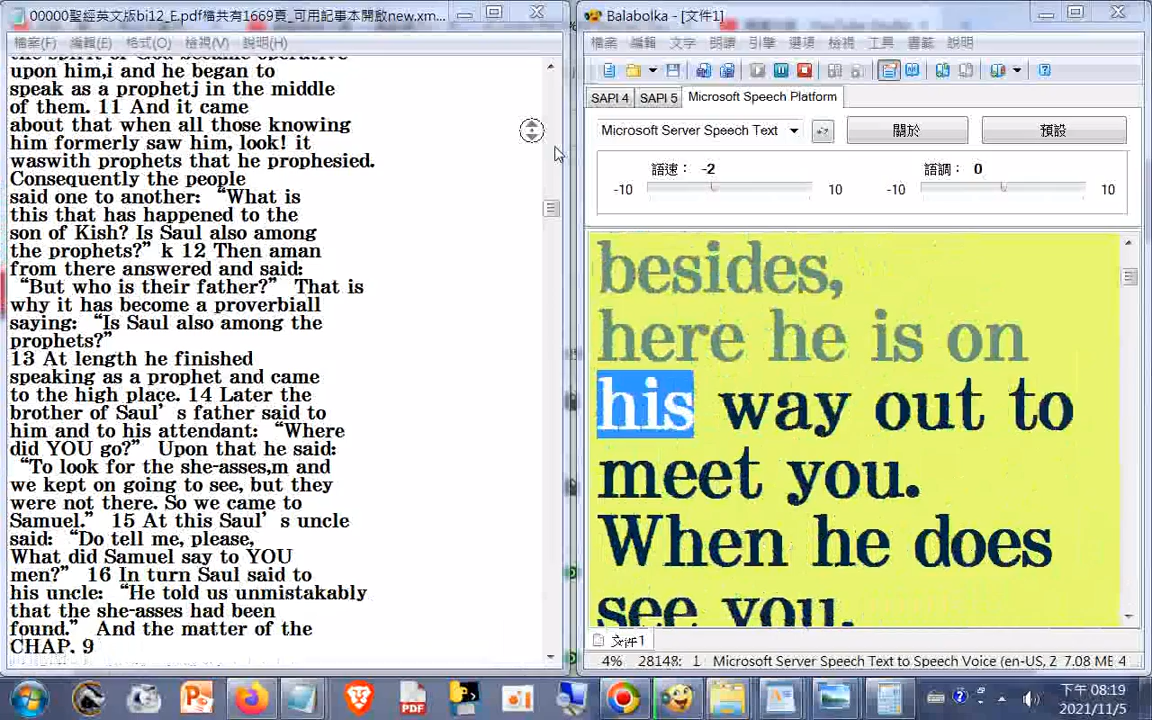 00000聖經英文版bi12_E.pdf檔共有1669頁_可用記事本開啟new.xm...
檔案(F) 編輯(E) 格式(O) 檢視(V) 說明(H)
the spirit of God became operative
upon him,i and he began to
speak as a prophetj in the middle
of them. 11 And it came
about that when all those knowing
him formerly saw him, look! it
waswith prophets that he prophesied.
Consequently the people
said one to another: “What is
this that has happened to the
son of Kish? Is Saul also among
the prophets?” k 12 Then aman
from there answered and said:
“But who is their father?” That is
why it has become a proverbiall
saying: “Is Saul also among the
prophets?”
13 At length he finished
speaking as a prophet and came
to the high place. 14 Later the
brother of Saul’s father said to
him and to his attendant: “Where
did YOU go?” Upon that he said:
“To look for the she-asses,m and
we kept on going to see, but they
were not there. So we came to
Samuel.” 15 At this Saul’s uncle
said: “Do tell me, please,
What did Samuel say to YOU
men?” 16 In turn Saul said to
his uncle: “He told us unmistakably
that the she-asses had been
found.” And the matter of the
CHAP. 9
Balabolka - [文件1]
檔案 編輯 文字 朗讀 引擎 選項 檢視 工具 書籤 說明
SAPI 4 SAPI 5 Microsoft Speech Platform
Microsoft Server Speech Text 關於 預設
語速： -2 語調： 0
-10 10 -10 10
besides,
here he is on
his way out to
meet you.
When he does
see you,
文件1
4% 28148: 1 Microsoft Server Speech Text to Speech Voice (en-US, 2 7.08 ME 4
PDF
下午 08:19
2021/11/5